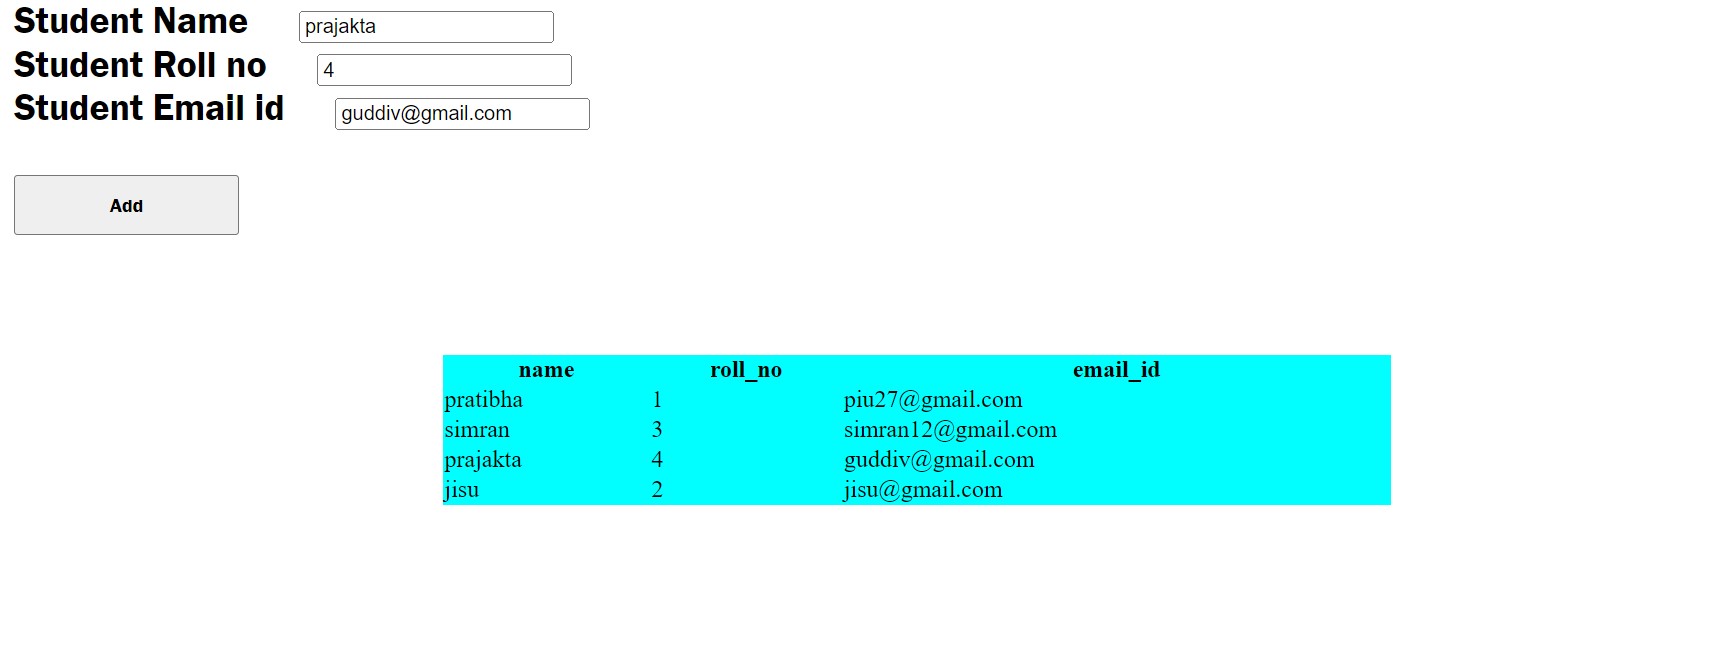 Student Name prajakta
Student Roll no 4
Student Email id guddiv@gmail.com
Add
name roll_no email_id
pratibha 1 piu27@gmail.com
simran 3 simran12@gmail.com
prajakta 4 guddiv@gmail.com
jisu 2 jisu@gmail.com